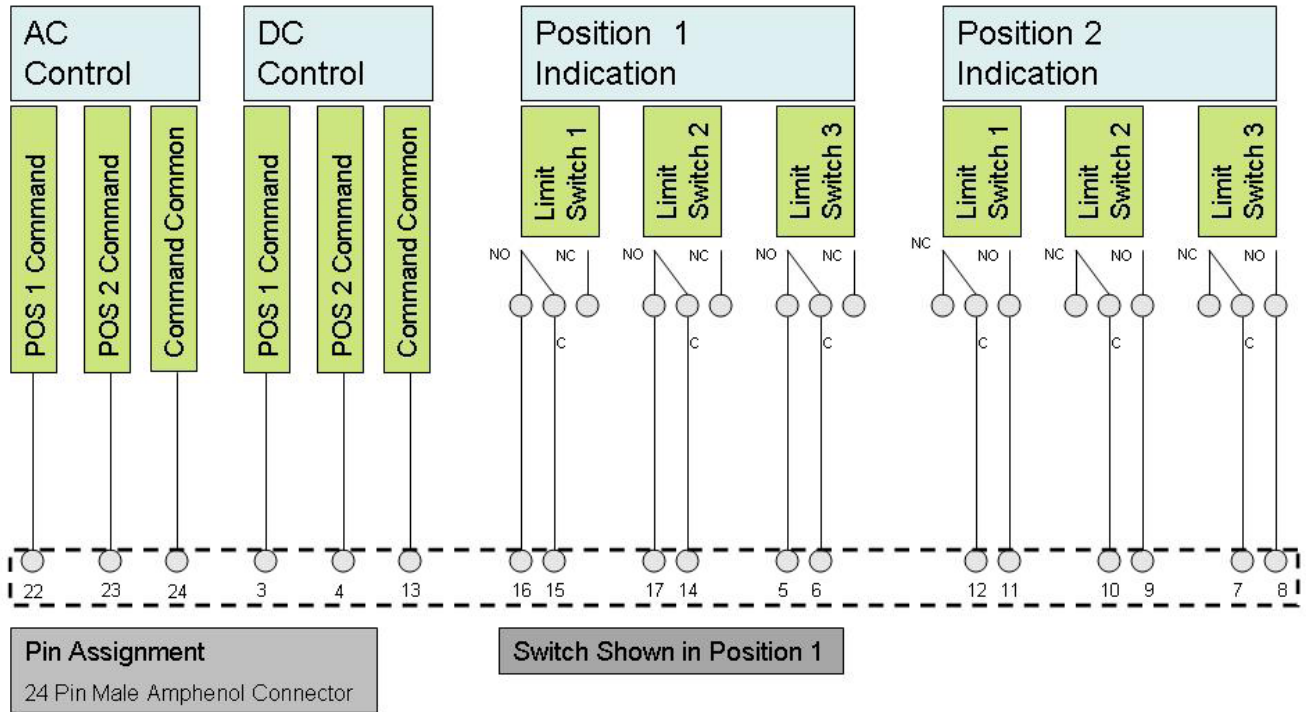 AC
Control
DC
Control
Position 1
Indication
Position 2
Indication
POS 1 Command
POS 2 Command
Command Common
POS 1 Command
POS 2 Command
Command Common
Limit
Switch 1
Limit
Switch 2
Limit
Switch 3
Limit
Switch 1
Limit
Switch 2
Limit
Switch 3
NO NC NO NC NO NC NC NO NC NO NC NO
C C C C C C
22 23 24 3 4 13 16 15 17 14 5 6 12 11 10 9 7 8
Pin Assignment
24 Pin Male Amphenol Connector
Switch Shown in Position 1